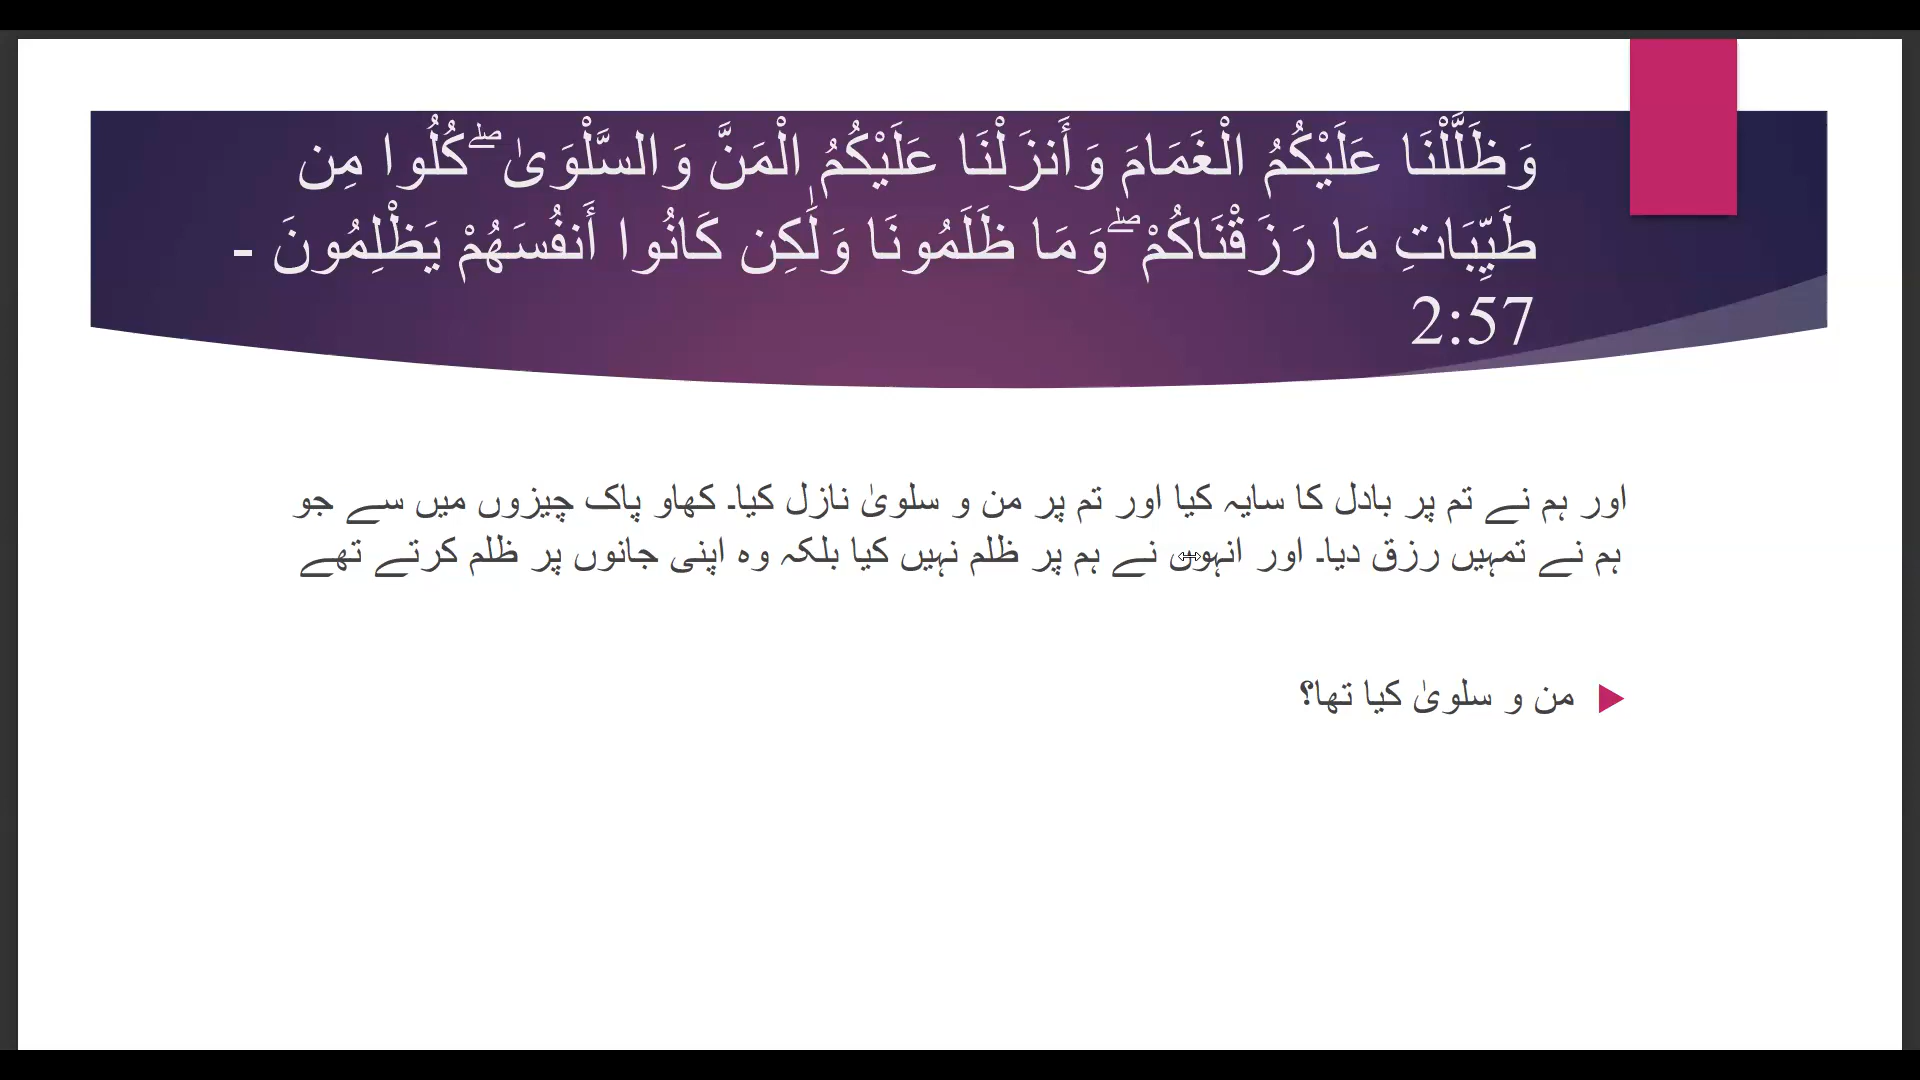 وَظَلَّلْنَا عَلَيْكُمُ الْغَمَامَ وَأَنزَلْنَا عَلَيْكُمُ الْمَنَّ وَالسَّلْوَىٰ ۖ كُلُوا مِن
طَيِّبَاتِ مَا رَزَقْنَاكُمْ ۖ وَمَا ظَلَمُونَا وَلَٰكِن كَانُوا أَنفُسَهُمْ يَظْلِمُونَ -
2:57
اور ہم نے تم پر بادل کا سایہ کیا اور تم پر من و سلویٰ نازل کیا۔ کھاو پاک چیزوں میں سے جو
ہم نے تمہیں رزق دیا۔ اور انہوں نے ہم پر ظلم نہیں کیا بلکہ وہ اپنی جانوں پر ظلم کرتے تھے
من و سلویٰ کیا تھا؟